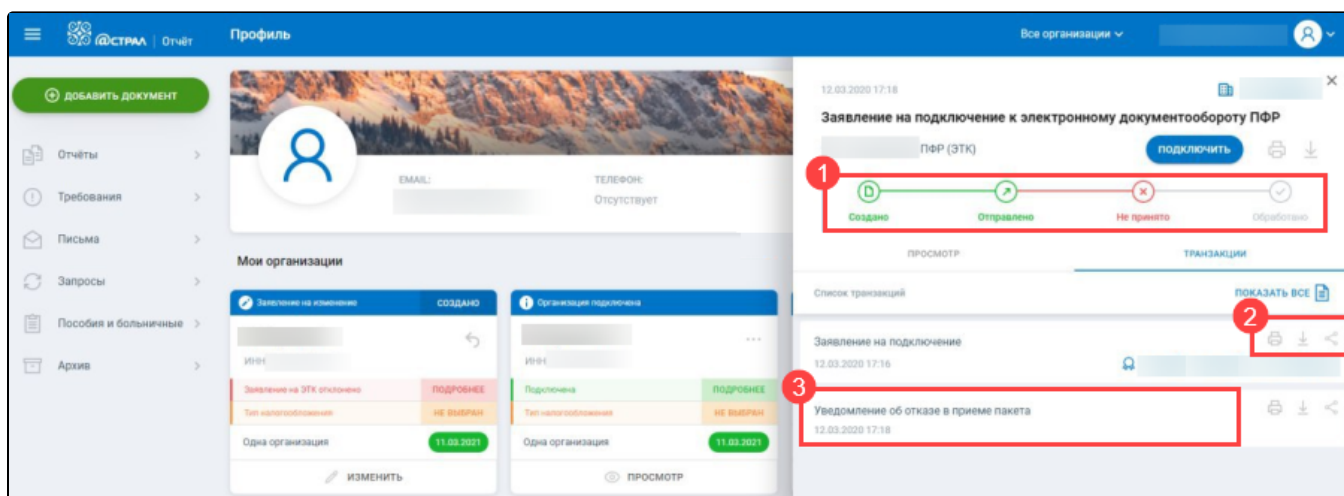 @СТРАЛ | Отчёт
Профиль
Все организации
ДОБАВИТЬ ДОКУМЕНТ
Отчёты
Требования
Письма
Запросы
Пособия и больничные
Архив
EMAIL:
ТЕЛЕФОН:
Отсутствует
Мои организации
Заявление на изменение СОЗДАНО
ИНН
Заявление на ЭТК отклонено ПОДРОБНЕЕ
Тип налогообложения НЕ ВЫБРАН
Одна организация 11.03.2021
ИЗМЕНИТЬ
Организация подключена
...
ИНН
Подключена ПОДРОБНЕЕ
Тип налогообложения НЕ ВЫБРАН
Одна организация 11.03.2021
ПРОСМОТР
12.03.2020 17:18
Заявление на подключение к электронному документообороту ПФР
ПФР (ЭТК)
ПОДКЛЮЧИТЬ
1
Создано Отправлено Не принято Обработано
ПРОСМОТР ТРАНЗАКЦИИ
Список транзакций ПОКАЗАТЬ ВСЕ
2
Заявление на подключение
12.03.2020 17:16
3
Уведомление об отказе в приеме пакета
12.03.2020 17:18